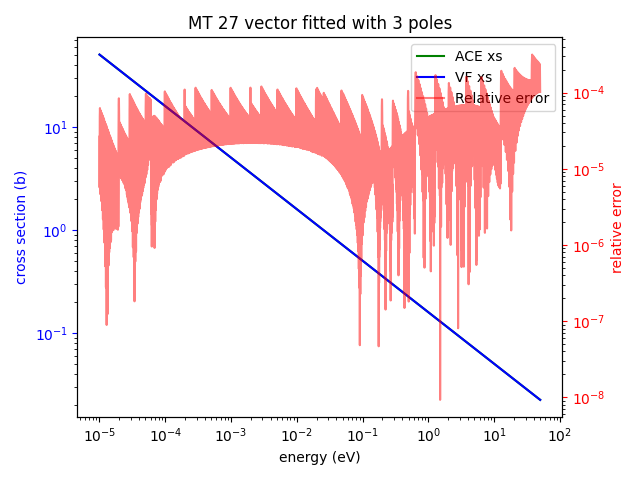 MT 27 vector fitted with 3 poles
ACE xs
VF xs
Relative error
cross section (b)
10¹
10⁰
10⁻¹
relative error
10⁻⁴
10⁻⁵
10⁻⁶
10⁻⁷
10⁻⁸
10⁻⁵ 10⁻⁴ 10⁻³ 10⁻² 10⁻¹ 10⁰ 10¹ 10²
energy (eV)